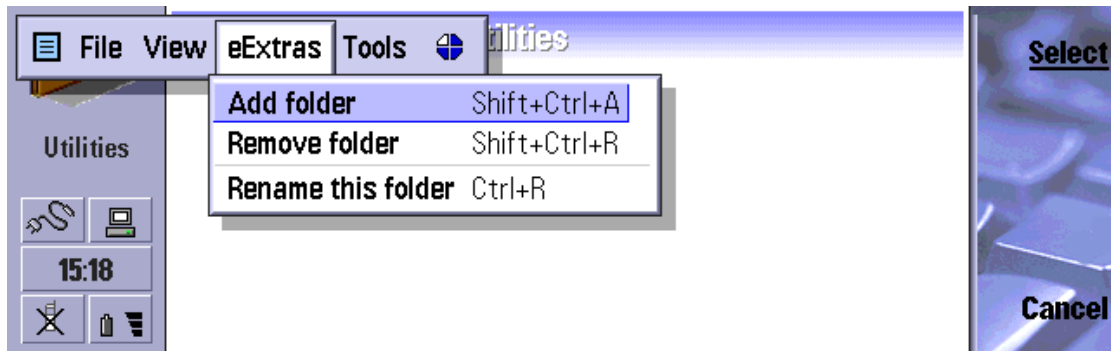 File View eExtras Tools
Add folder Shift+Ctrl+A
Remove folder Shift+Ctrl+R
Rename this folder Ctrl+R
Utilities
15:18
Select
Cancel